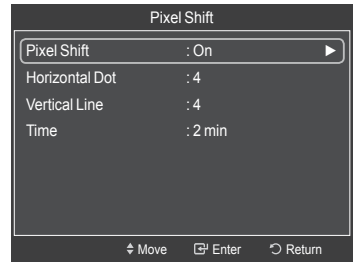 Pixel Shift
Pixel Shift : On ►
Horizontal Dot : 4
Vertical Line : 4
Time : 2 min
Move Enter Return